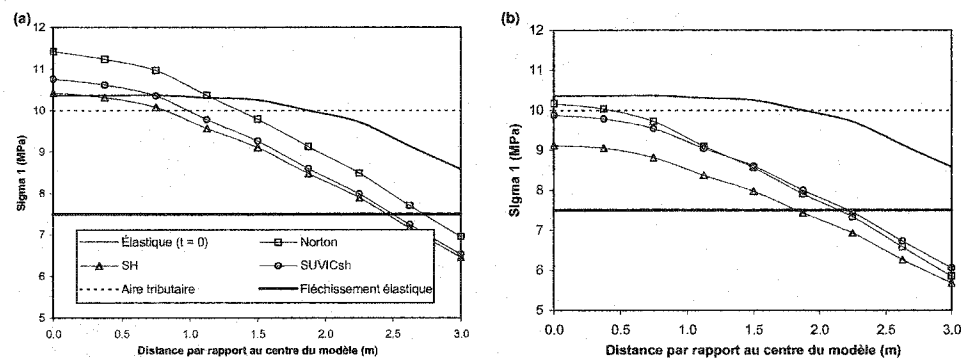 (a)
12
11
10
9
8
7
6
5
Sigma 1 (MPa)
Élastique (t = 0)
Norton
SH
SUVICsh
Aire tributaire
Fléchissement élastique
0.0 0.5 1.0 1.5 2.0 2.5 3.0
Distance par rapport au centre du modèle (m)
(b)
12
11
10
9
8
7
6
5
Sigma 1 (MPa)
0.0 0.5 1.0 1.5 2.0 2.5 3.0
Distance par rapport au centre du modèle (m)